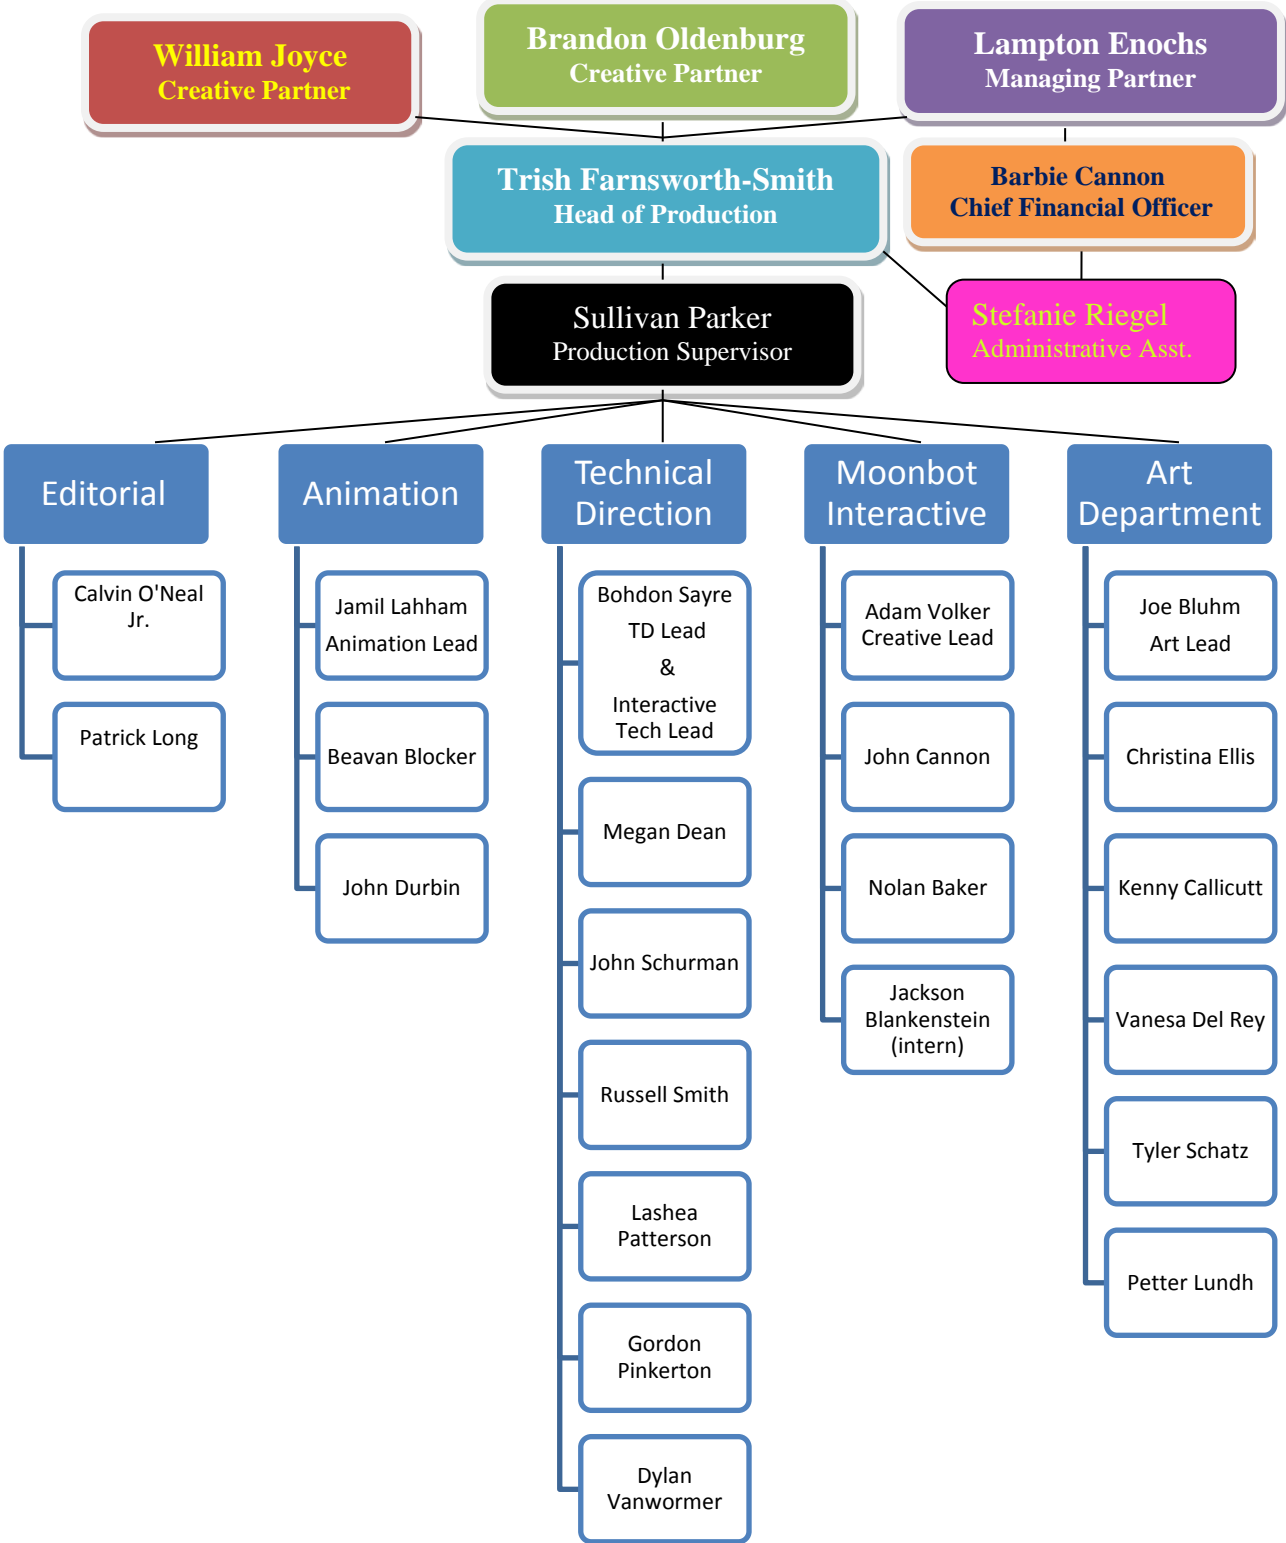 William Joyce
Creative Partner
Brandon Oldenburg
Creative Partner
Lampton Enochs
Managing Partner
Trish Farnsworth-Smith
Head of Production
Barbie Cannon
Chief Financial Officer
Sullivan Parker
Production Supervisor
Stefanie Riegel
Administrative Asst.
Editorial
Calvin O'Neal
Jr.
Patrick Long
Animation
Jamil Lahham
Animation Lead
Beavan Blocker
John Durbin
Technical
Direction
Bohdon Sayre
TD Lead
&
Interactive
Tech Lead
Megan Dean
John Schurman
Russell Smith
Lashea
Patterson
Gordon
Pinkerton
Dylan
Vanwormer
Moonbot
Interactive
Adam Volker
Creative Lead
John Cannon
Nolan Baker
Jackson
Blankenstein
(intern)
Art
Department
Joe Bluhm
Art Lead
Christina Ellis
Kenny Callicutt
Vanesa Del Rey
Tyler Schatz
Petter Lundh